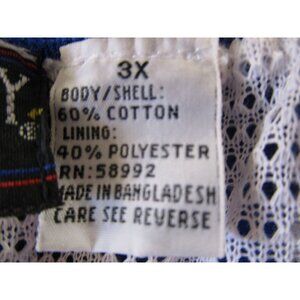 3X
BODY/SHELL:
60% COTTON
LINING:
40% POLYESTER
RN:58992
MADE IN BANGLADESH
CARE SEE REVERSE
Y.